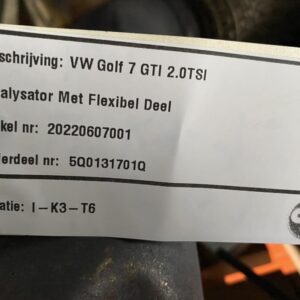 schrijving: VW Golf 7 GTI 2.0TSI
alysator Met Flexibel Deel
kel nr: 20220607001
derdeel nr: 5Q0131701Q
atie: I-K3-T6